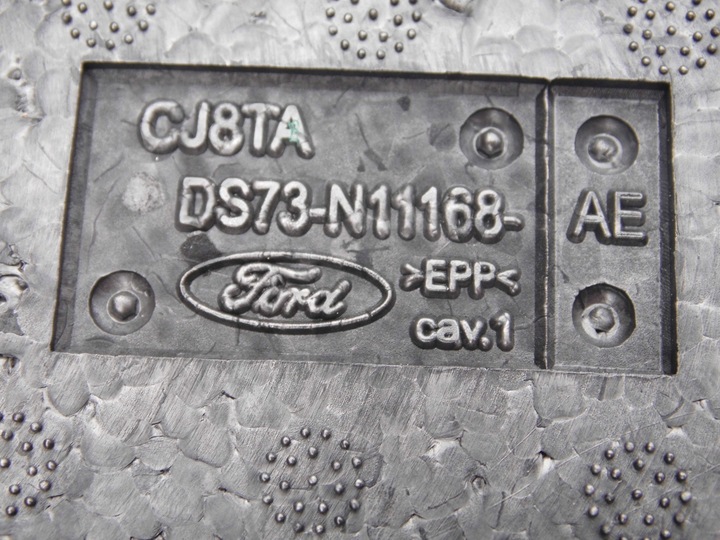 CJ8TA
DS73-N11168- AE
Ford >EPP<
cav.1